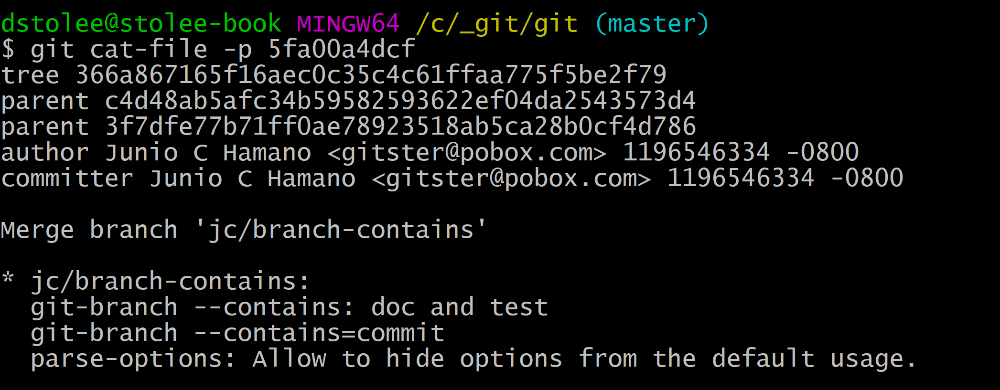 dstolee@stolee-book MINGW64 /c/_git/git (master)
$ git cat-file -p 5fa00a4dcf
tree 366a867165f16aec0c35c4c61ffaa775f5be2f79
parent c4d48ab5afc34b59582593622ef04da2543573d4
parent 3f7dfe77b71ff0ae78923518ab5ca28b0cf4d786
author Junio C Hamano <gitster@pobox.com> 1196546334 -0800
committer Junio C Hamano <gitster@pobox.com> 1196546334 -0800
Merge branch 'jc/branch-contains'
* jc/branch-contains:
git-branch --contains: doc and test
git-branch --contains=commit
parse-options: Allow to hide options from the default usage.